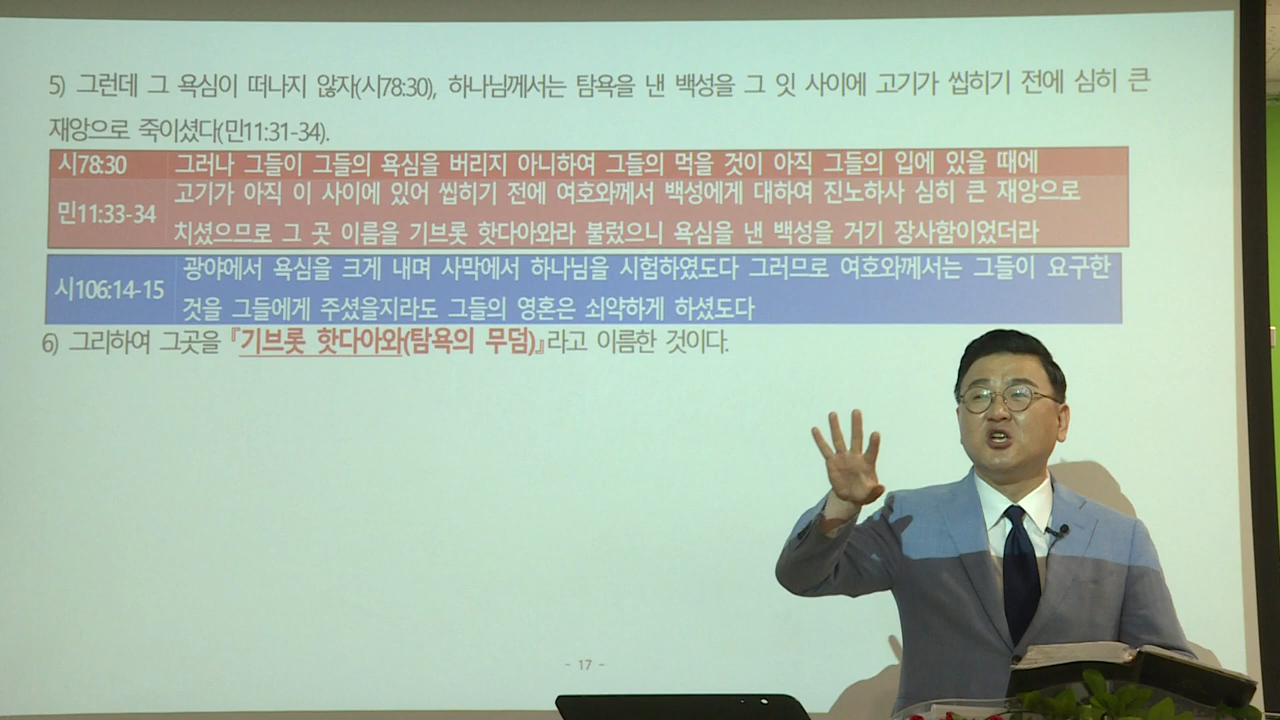 5) 그런데 그 욕심이 떠나지 않자(시78:30), 하나님께서는 탐욕을 낸 백성을 그 잇 사이에 고기가 씹히기 전에 심히 큰
재앙으로 죽이셨다(민11:31-34).
시78:30 그러나 그들이 그들의 욕심을 버리지 아니하여 그들의 먹을 것이 아직 그들의 입에 있을 때에
민11:33-34 고기가 아직 이 사이에 있어 씹히기 전에 여호와께서 백성에게 대하여 진노하사 심히 큰 재앙으로
치셨으므로 그 곳 이름을 기브롯 핫다아와라 불렀으니 욕심을 낸 백성을 거기 장사함이었더라
시106:14-15 광야에서 욕심을 크게 내며 사막에서 하나님을 시험하였도다 그러므로 여호와께서는 그들이 요구한
것을 그들에게 주셨을지라도 그들의 영혼은 쇠약하게 하셨도다
6) 그리하여 그곳을 『기브롯 핫다아와(탐욕의 무덤)』라고 이름한 것이다.
- 17 -